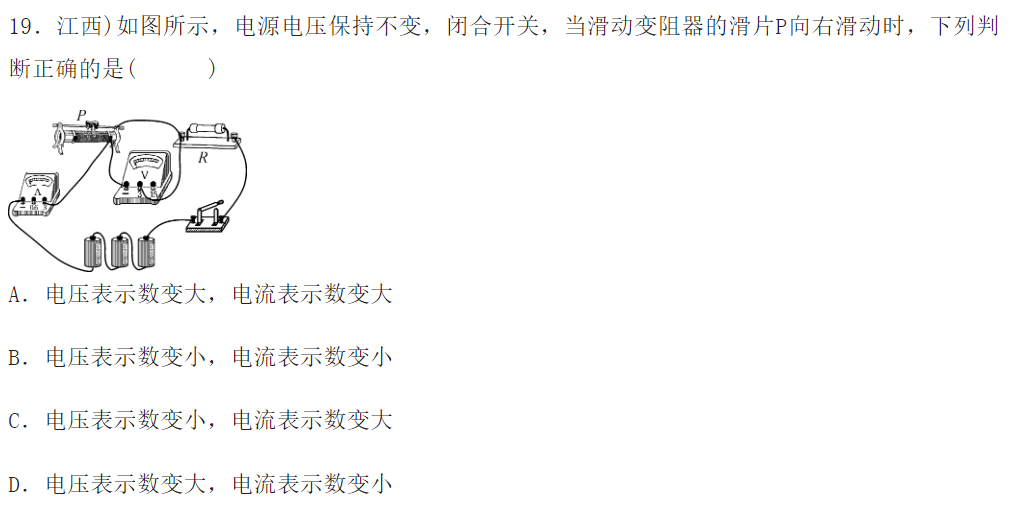 19．江西)如图所示，电源电压保持不变，闭合开关，当滑动变阻器的滑片P向右滑动时，下列判
断正确的是(　　　)
P
R
V
A
A．电压表示数变大，电流表示数变大
B．电压表示数变小，电流表示数变小
C．电压表示数变小，电流表示数变大
D．电压表示数变大，电流表示数变小